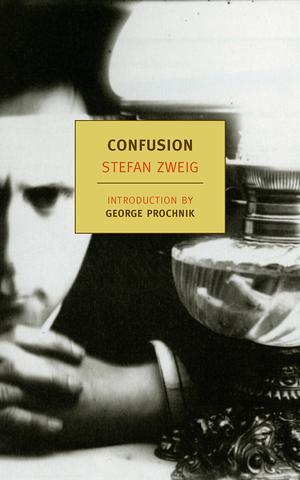 CONFUSION
STEFAN ZWEIG
INTRODUCTION BY
GEORGE PROCHNIK